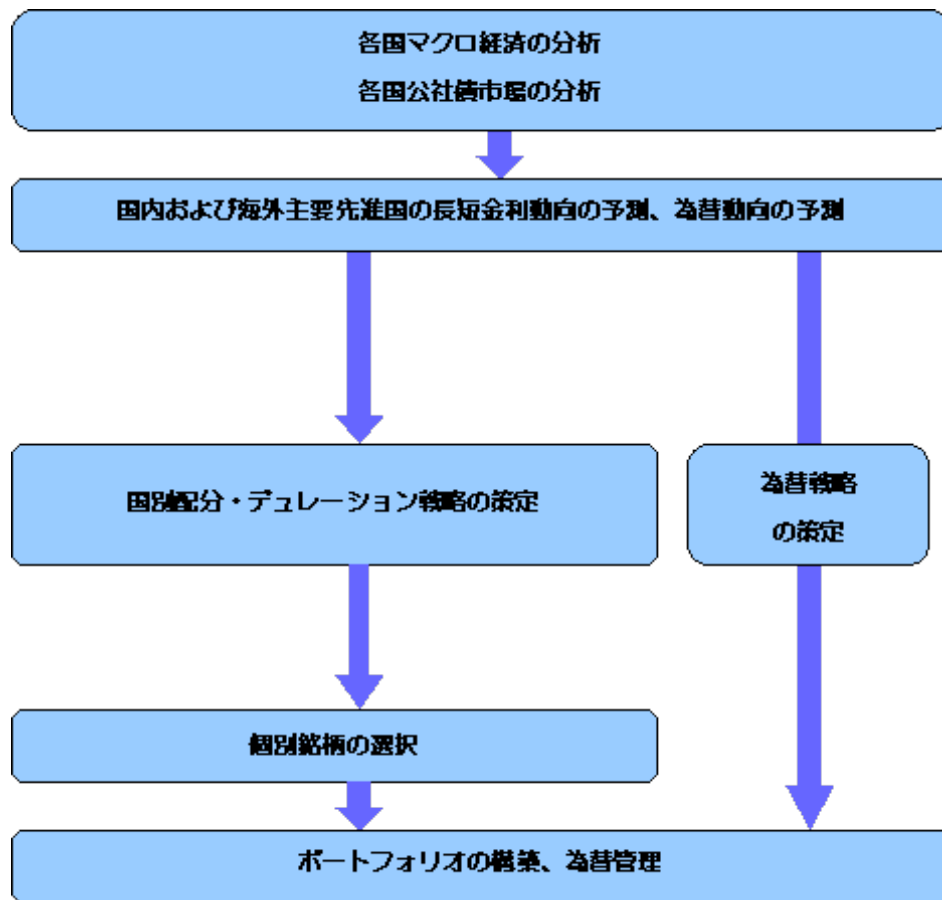 各国マクロ経済の分析
各国公社債市場の分析
国内および海外主要先進国の長短金利動向の予測、為替動向の予測
国別配分・デュレーション戦略の策定
為替戦略
の策定
個別銘柄の選択
ポートフォリオの構築、為替管理